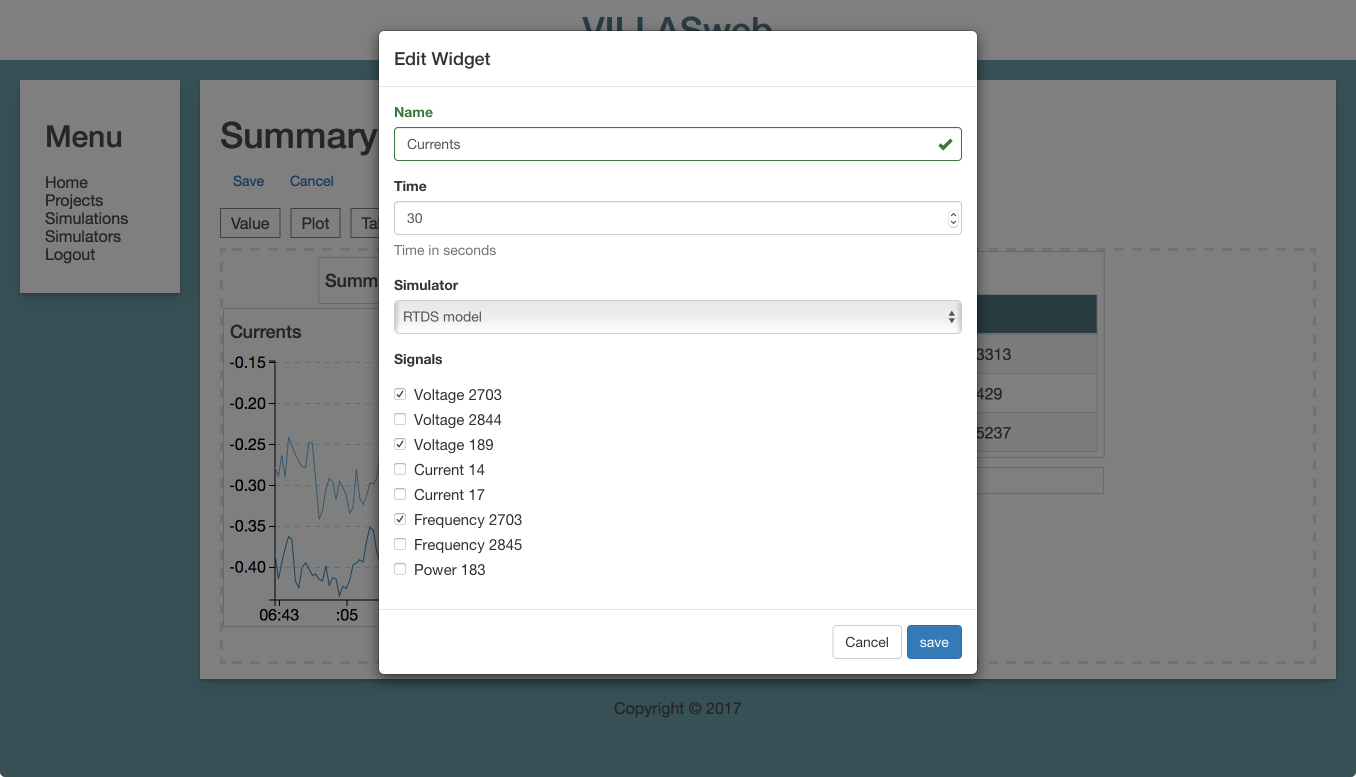 VILLASweb
Edit Widget
Menu
Home
Projects
Simulations
Simulators
Logout
Summary
Save Cancel
Value Plot
Currents
-0.15
-0.20
-0.25
-0.30
-0.35
-0.40
06:43 :05
Name
Currents
Time
30
Time in seconds
Simulator
RTDS model
Signals
Voltage 2703
Voltage 2844
Voltage 189
Current 14
Current 17
Frequency 2703
Frequency 2845
Power 183
Cancel save
3313
429
5237
Copyright © 2017